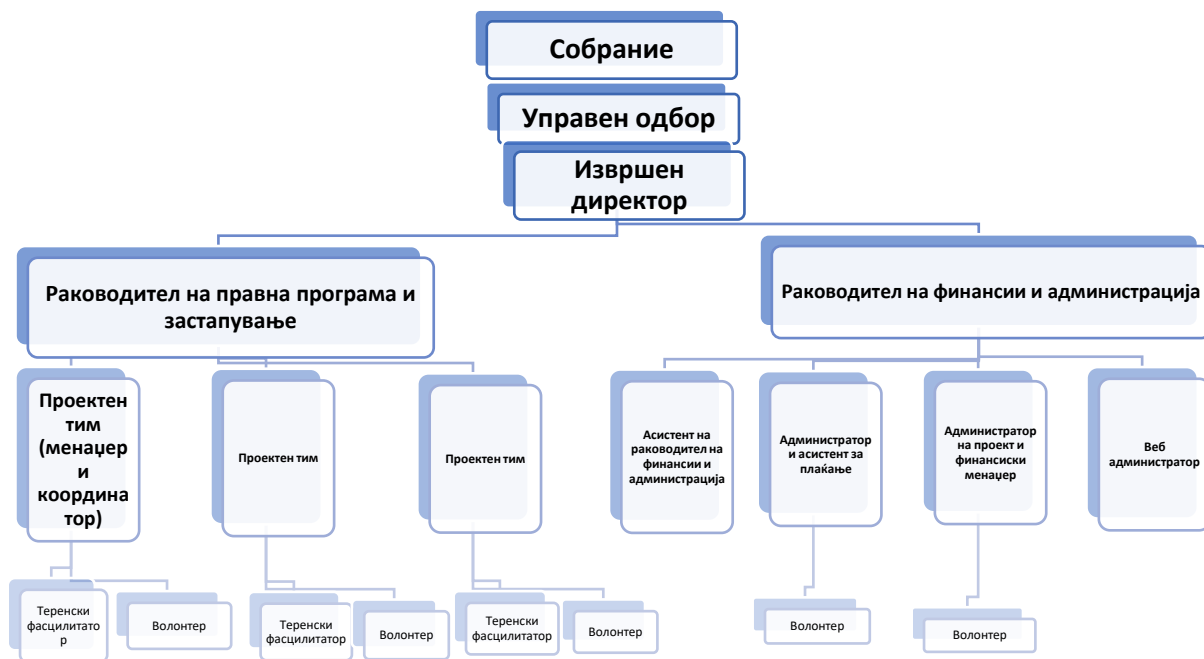 Собрание
Управен одбор
Извршен
директор
Раководител на правна програма и
застапување
Раководител на финансии и администрација
Проектен
тим
(менаџер
и
координа
тор)
Проектен тим
Проектен тим
Асистент на
раководител на
финансии и
администрација
Администратор
и асистент за
плаќање
Администратор
на проект и
финансиски
менаџер
Веб
администратор
Теренски
фасцилитато
р
Волонтер
Теренски
фасцилитатор
Волонтер
Теренски
фасцилитатор
Волонтер
Волонтер
Волонтер